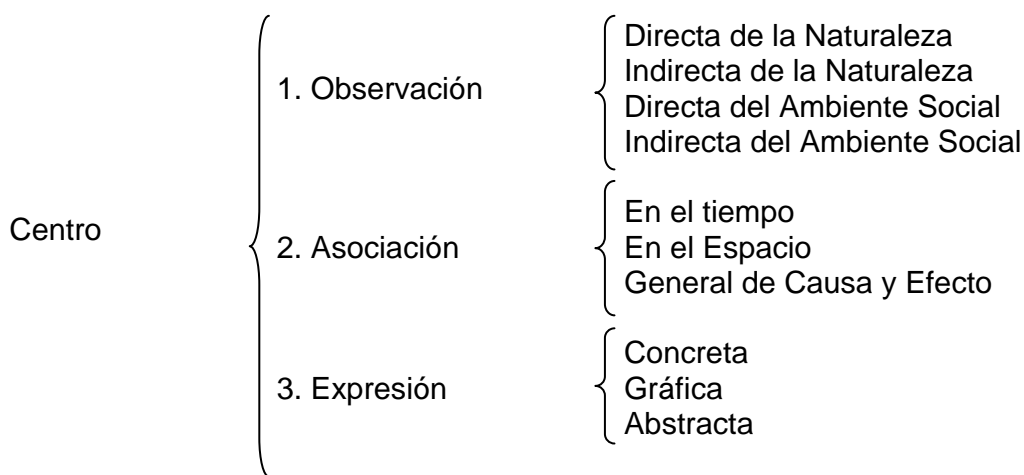 Centro
1. Observación
Directa de la Naturaleza
Indirecta de la Naturaleza
Directa del Ambiente Social
Indirecta del Ambiente Social
2. Asociación
En el tiempo
En el Espacio
General de Causa y Efecto
3. Expresión
Concreta
Gráfica
Abstracta